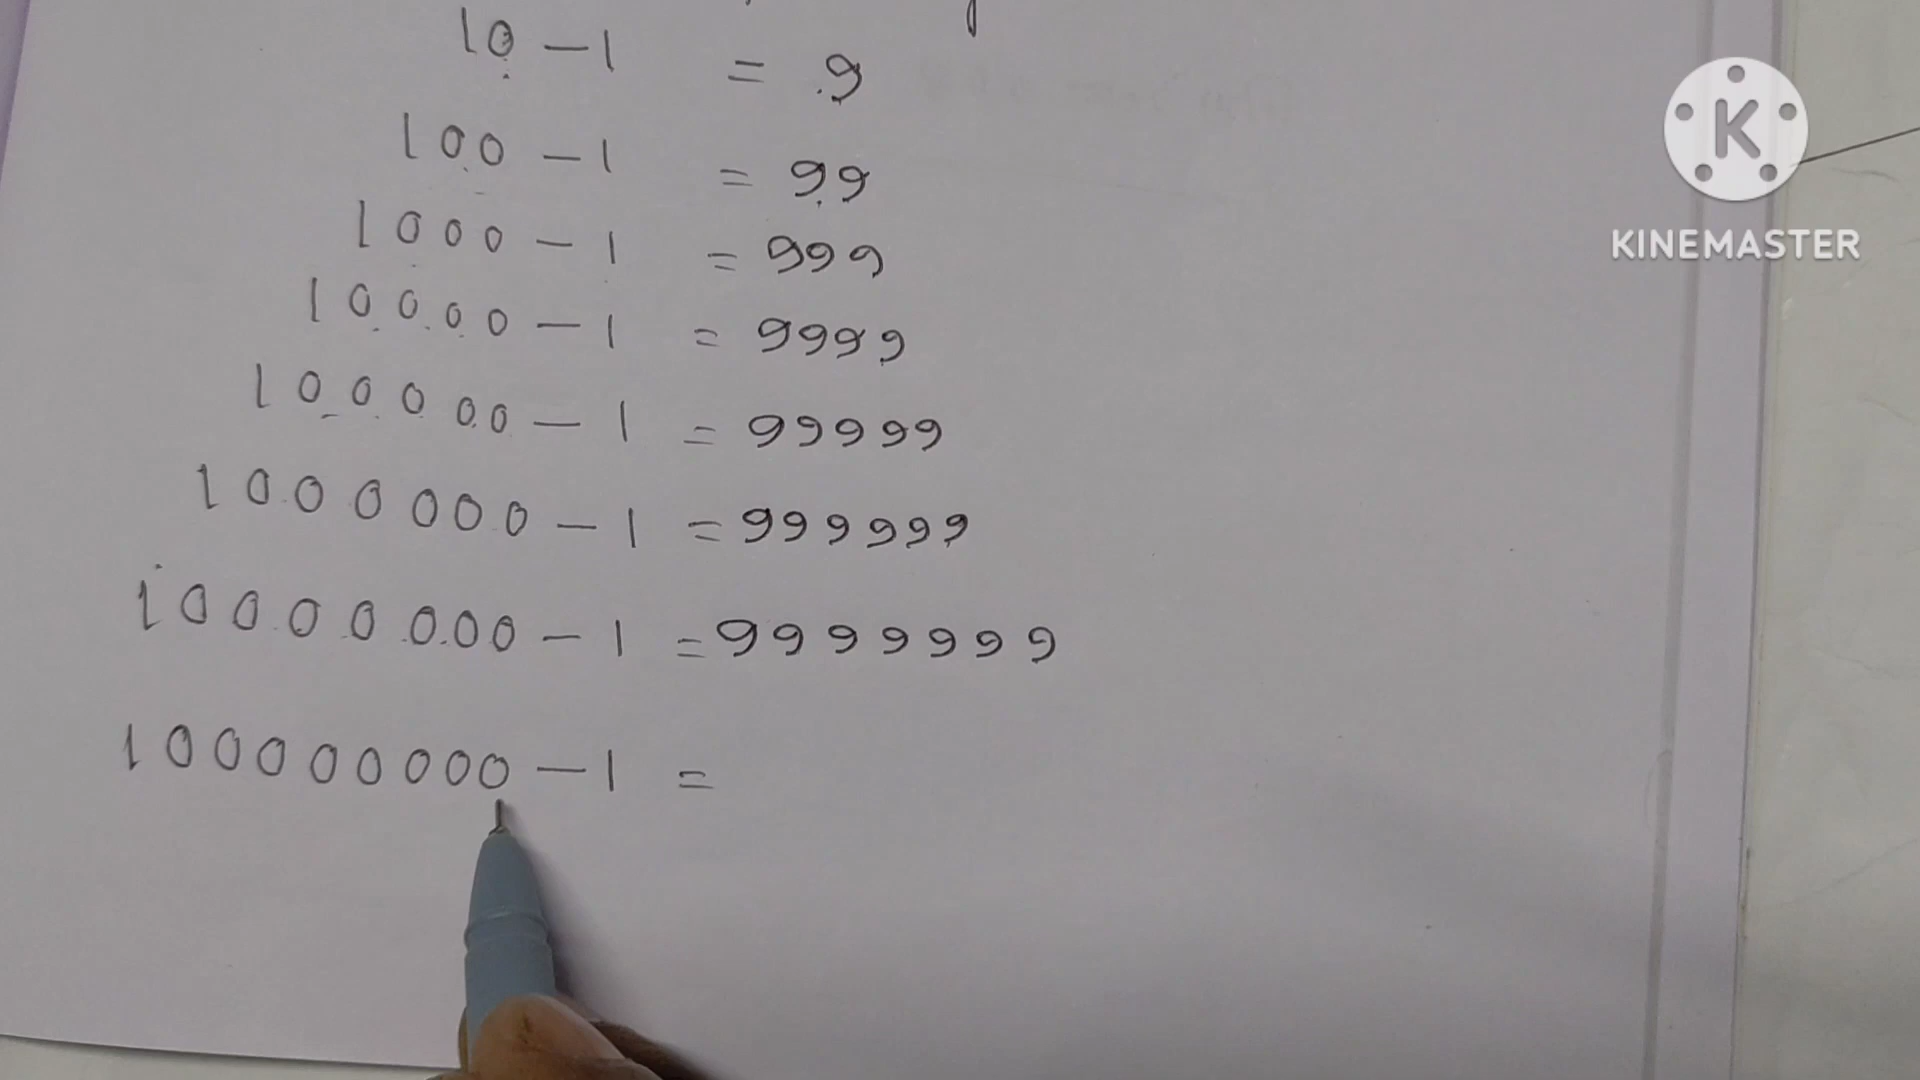 10 - 1 = 9
100 - 1 = 99
1000 - 1 = 999
10000 - 1 = 9999
100000 - 1 = 99999
1000000 - 1 = 999999
10000000 - 1 = 9999999
100000000 - 1 =
KINEMASTER